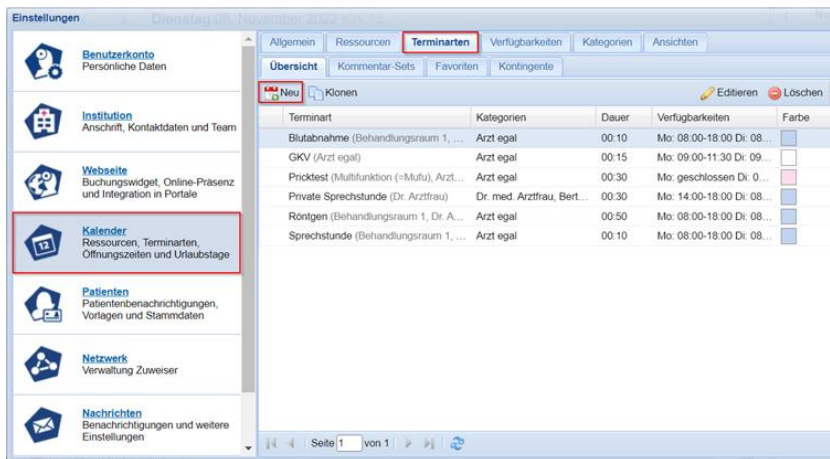 Einstellungen
Dienstag 08. November 2022
Benutzerkonto
Persönliche Daten
Institution
Anschrift, Kontaktdaten und Team
Webseite
Buchungswidget, Online-Präsenz
und Integration in Portale
Kalender
Ressourcen, Terminarten,
Öffnungszeiten und Urlaubstage
Patienten
Patientenbenachrichtigungen,
Vorlagen und Stammdaten
Netzwerk
Verwaltung Zuweiser
Nachrichten
Benachrichtigungen und weitere
Einstellungen
Allgemein Ressourcen Terminarten Verfügbarkeiten Kategorien Ansichten
Übersicht Kommentar-Sets Favoriten Kontingente
Neu Klonen Editieren Löschen
Terminart Kategorien Dauer Verfügbarkeiten Farbe
Blutabnahme (Behandlungsraum 1, ... Arzt egal 00:10 Mo: 08:00-18:00 Di: 08...
GKV (Arzt egal) Arzt egal 00:15 Mo: 09:00-11:30 Di: 09...
Pricktest (Multifunktion (=Mufu), Arzt... Arzt egal 00:30 Mo: geschlossen Di: 0...
Private Sprechstunde (Dr. Arztfrau) Dr. med. Arztfrau, Bert... 00:30 Mo: 14:00-18:00 Di: 08...
Röntgen (Behandlungsraum 1, Dr. A... Arzt egal 00:50 Mo: 08:00-18:00 Di: 08...
Sprechstunde (Behandlungsraum 1, ... Arzt egal 00:10 Mo: 08:00-18:00 Di: 08...
Seite 1 von 1